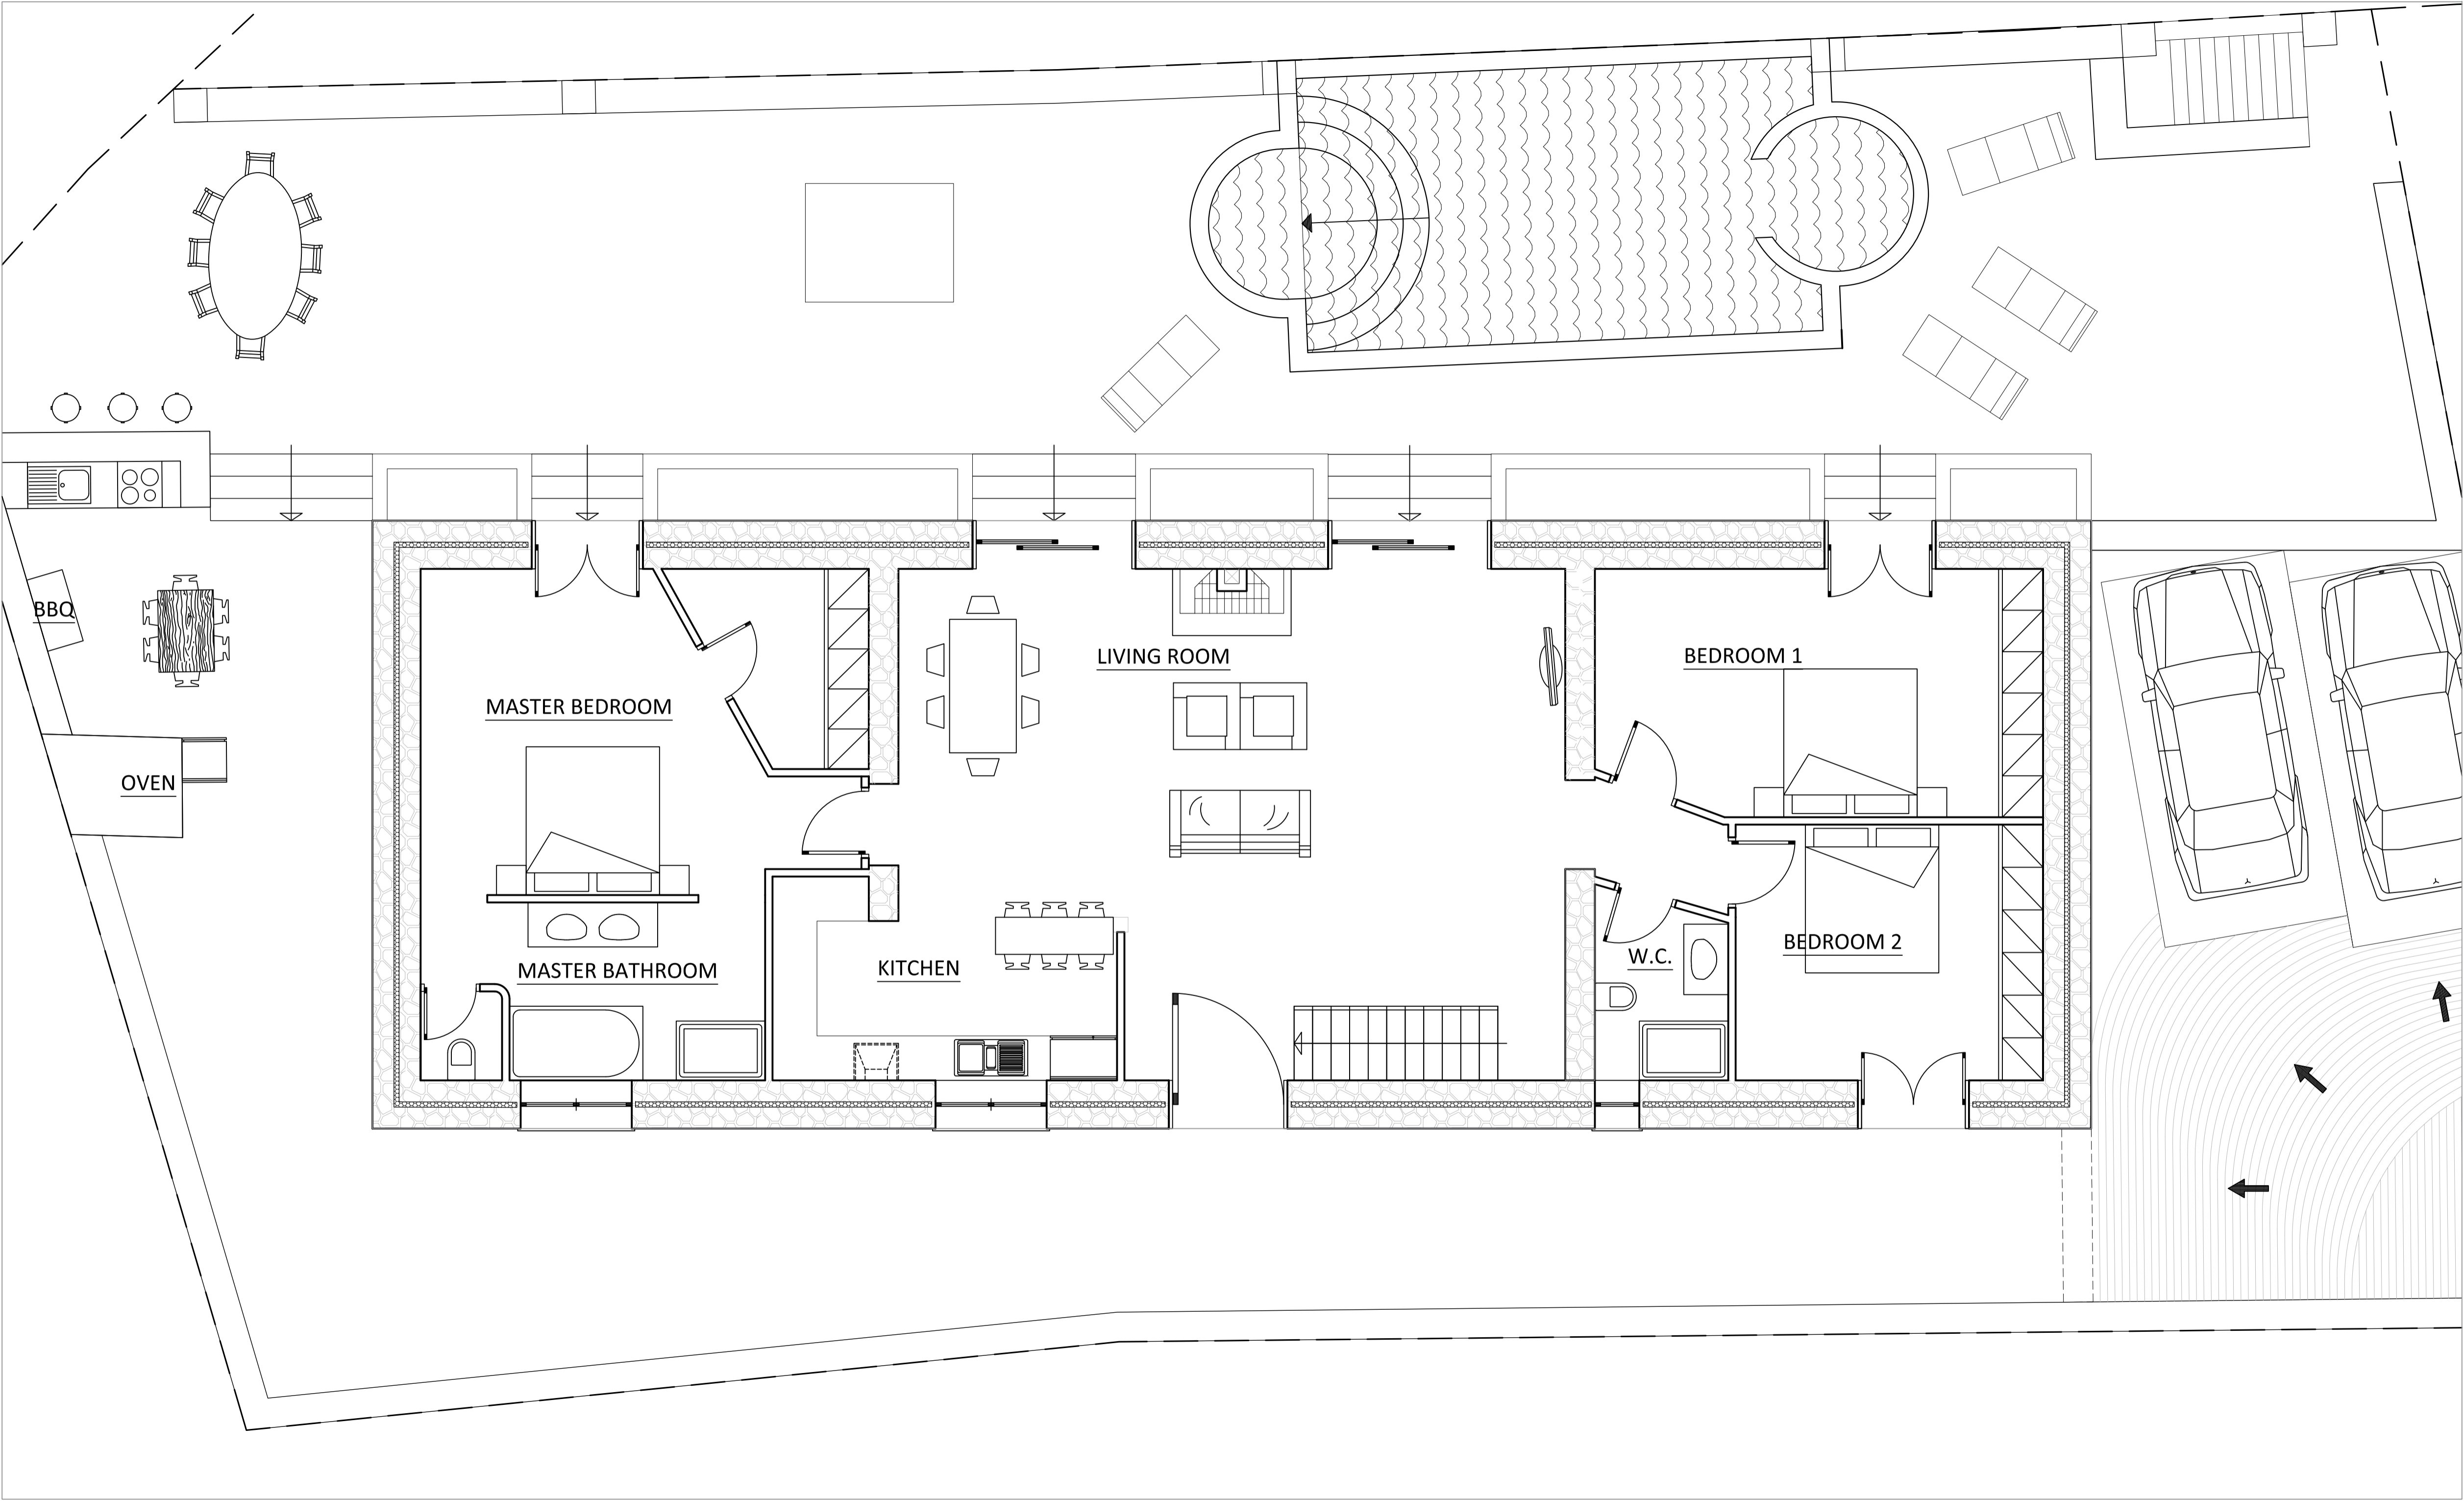 BBQ
LIVING ROOM
BEDROOM 1
MASTER BEDROOM
OVEN
BEDROOM 2
W.C.
KITCHEN
MASTER BATHROOM